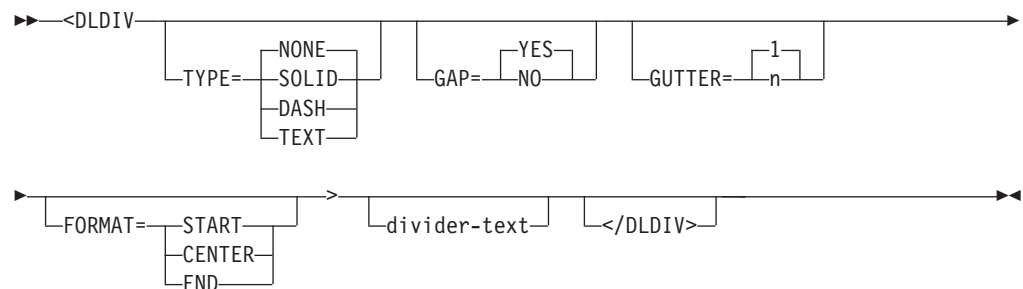 <DLDIV
NONE YES 1
TYPE= SOLID GAP= NO GUTTER= n
DASH
TEXT
>
FORMAT= START divider-text </DLDIV>
CENTER
END